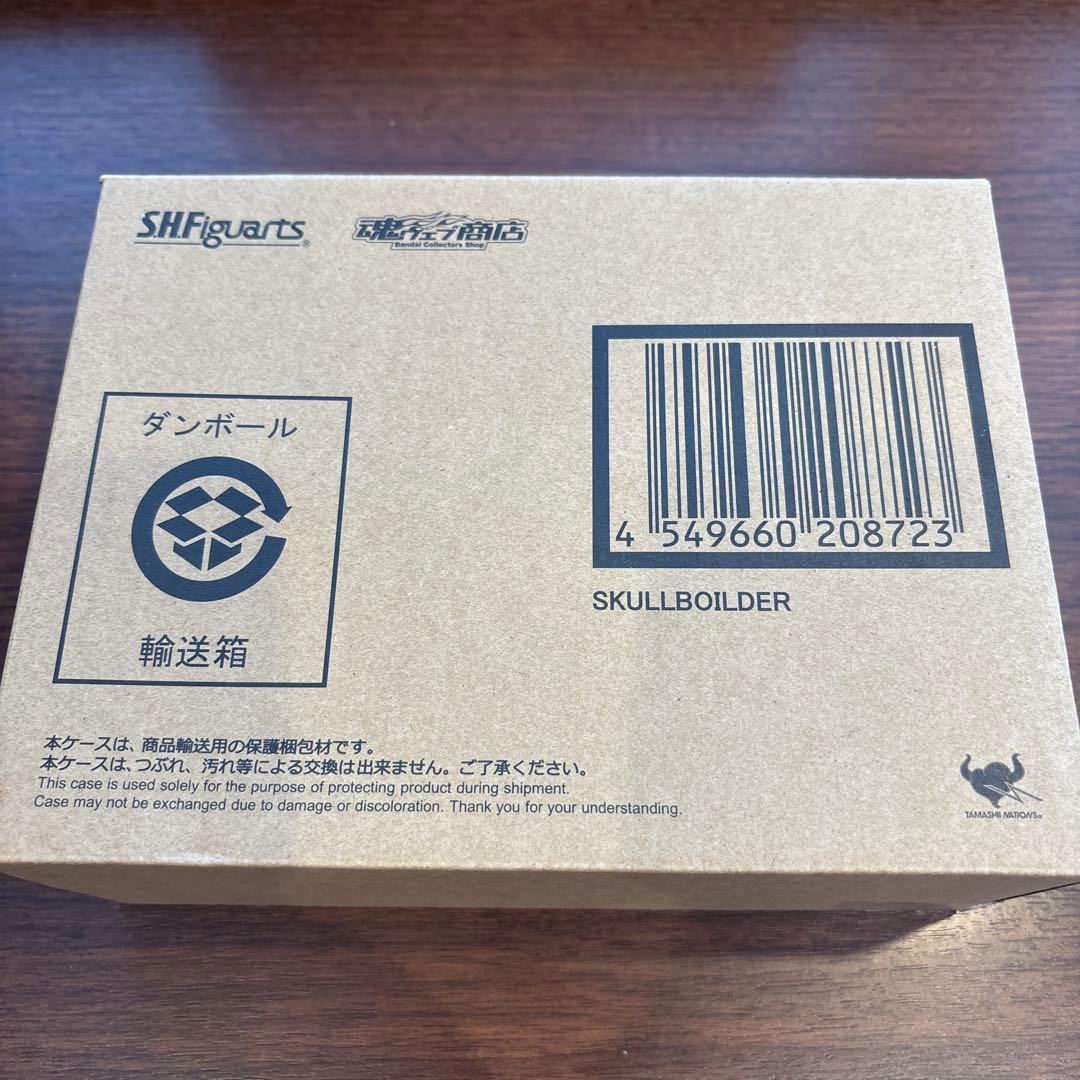 S.H.Figuarts®
魂ウェブ商店
Bandai Collectors Shop
ダンボール
輸送箱
4 549660 208723
SKULLBOILDER
本ケースは、商品輸送用の保護梱包材です。
本ケースは、つぶれ、汚れ等による交換は出来ません。ご了承ください。
This case is used solely for the purpose of protecting product during shipment.
Case may not be exchanged due to damage or discoloration. Thank you for your understanding.
TAMASHII NATIONS®